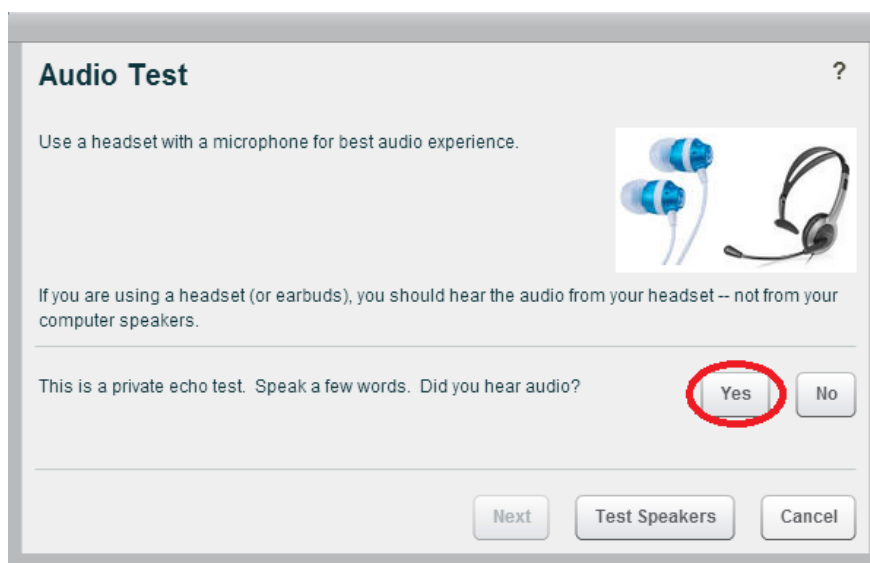 Audio Test ?
Use a headset with a microphone for best audio experience.
If you are using a headset (or earbuds), you should hear the audio from your headset -- not from your
computer speakers.
This is a private echo test.  Speak a few words.  Did you hear audio? Yes No
Next Test Speakers Cancel